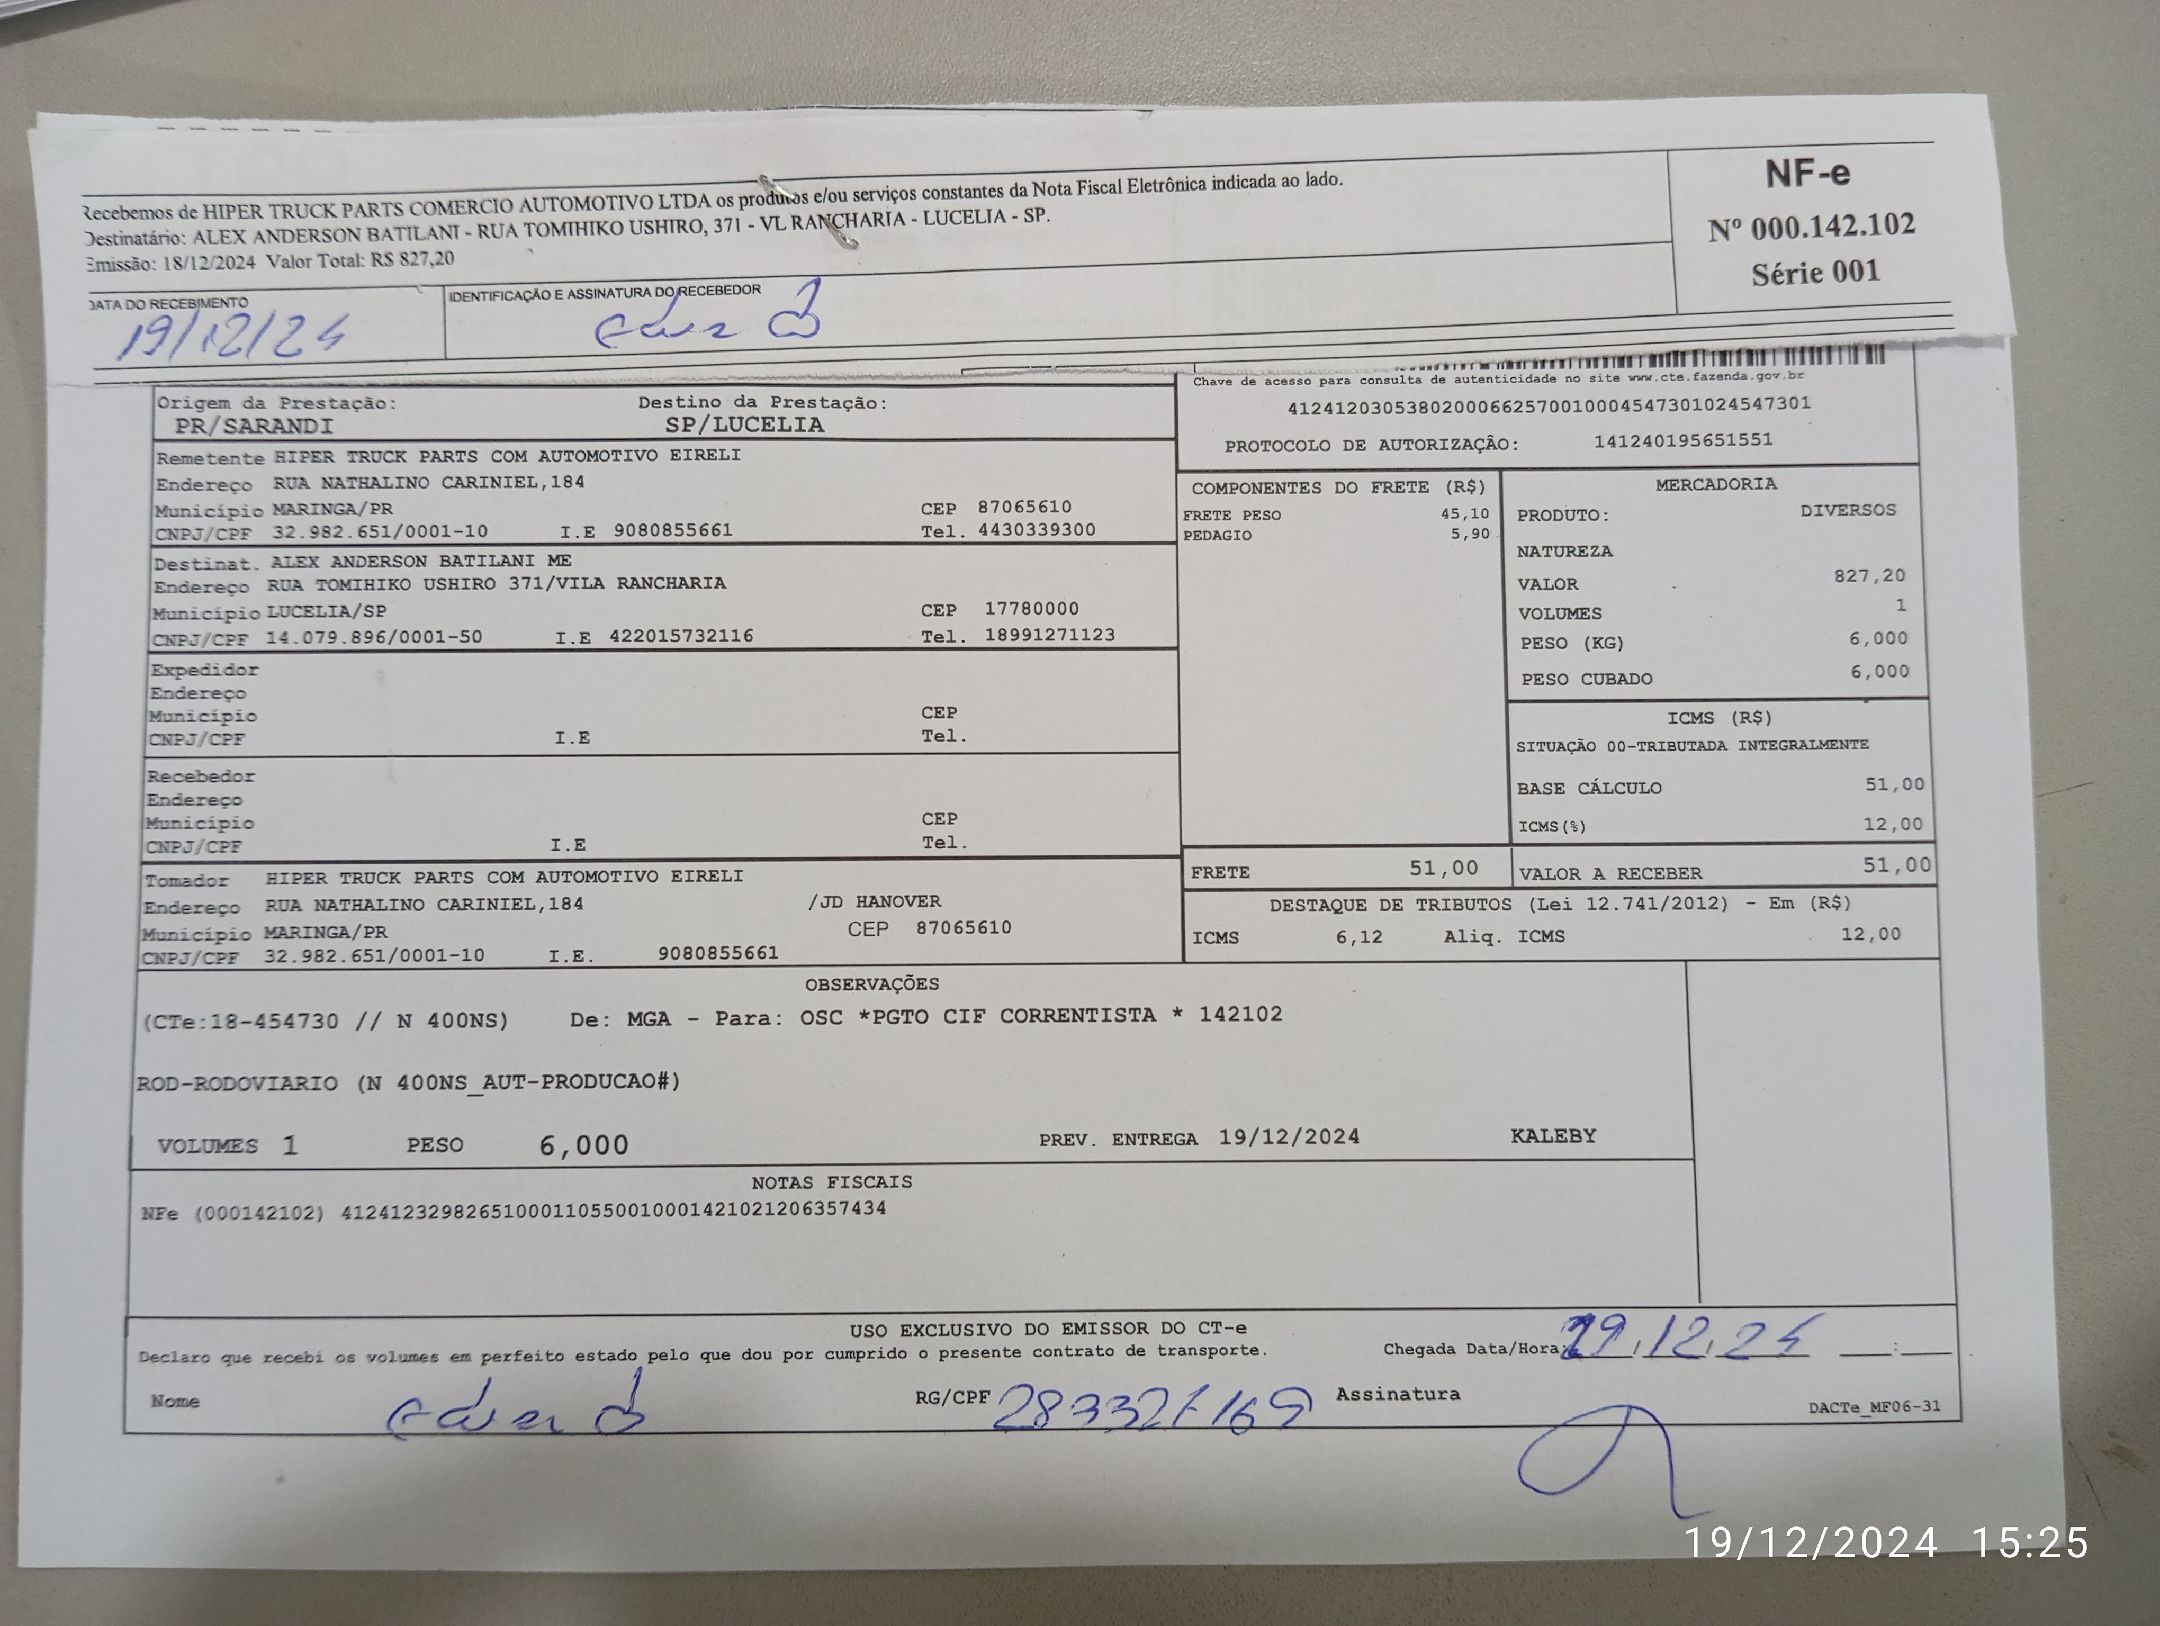 Recebemos de HIPER TRUCK PARTS COMERCIO AUTOMOTIVO LTDA os produtos e/ou serviços constantes da Nota Fiscal Eletrônica indicada ao lado.
Destinatário: ALEX ANDERSON BATILANI - RUA TOMIHIKO USHIRO, 371 - VL RANCHARIA - LUCELIA - SP.
Emissão: 18/12/2024 Valor Total: R$ 827,20
NF-e
Nº 000.142.102
Série 001
DATA DO RECEBIMENTO
19/12/24
IDENTIFICAÇÃO E ASSINATURA DO RECEBEDOR
Chave de acesso para consulta de autenticidade no site www.cte.fazenda.gov.br
41241203053802000662570010004547301024547301
PROTOCOLO DE AUTORIZAÇÃO: 141240195651551
Origem da Prestação: Destino da Prestação:
PR/SARANDI SP/LUCELIA
Remetente HIPER TRUCK PARTS COM AUTOMOTIVO EIRELI
Endereço RUA NATHALINO CARINIEL,184
Município MARINGA/PR CEP 87065610
CNPJ/CPF 32.982.651/0001-10 I.E 9080855661 Tel. 4430339300
Destinat. ALEX ANDERSON BATILANI ME
Endereço RUA TOMIHIKO USHIRO 371/VILA RANCHARIA
Município LUCELIA/SP CEP 17780000
CNPJ/CPF 14.079.896/0001-50 I.E 422015732116 Tel. 18991271123
Expedidor
Endereço
Município CEP
CNPJ/CPF I.E Tel.
Recebedor
Endereço
Município CEP
CNPJ/CPF I.E Tel.
Tomador HIPER TRUCK PARTS COM AUTOMOTIVO EIRELI
Endereço RUA NATHALINO CARINIEL,184 /JD HANOVER
Município MARINGA/PR CEP 87065610
CNPJ/CPF 32.982.651/0001-10 I.E. 9080855661
COMPONENTES DO FRETE (R$)
FRETE PESO 45,10
PEDAGIO 5,90
MERCADORIA
PRODUTO: DIVERSOS
NATUREZA
VALOR 827,20
VOLUMES 1
PESO (KG) 6,000
PESO CUBADO 6,000
ICMS (R$)
SITUAÇÃO 00-TRIBUTADA INTEGRALMENTE
BASE CÁLCULO 51,00
ICMS(%) 12,00
FRETE 51,00 VALOR A RECEBER 51,00
DESTAQUE DE TRIBUTOS (Lei 12.741/2012) - Em (R$)
ICMS 6,12 Aliq. ICMS 12,00
OBSERVAÇÕES
(CTe:18-454730 // N 400NS) De: MGA - Para: OSC *PGTO CIF CORRENTISTA * 142102
ROD-RODOVIARIO (N 400NS_AUT-PRODUCAO#)
VOLUMES 1 PESO 6,000 PREV. ENTREGA 19/12/2024 KALEBY
NOTAS FISCAIS
NFe (000142102) 41241232982651000110550010001421021206357434
USO EXCLUSIVO DO EMISSOR DO CT-e
Declaro que recebi os volumes em perfeito estado pelo que dou por cumprido o presente contrato de transporte. Chegada Data/Hora: 19/12/24 __:__
Nome RG/CPF Assinatura
DACTe_MF06-31
19/12/2024 15:25